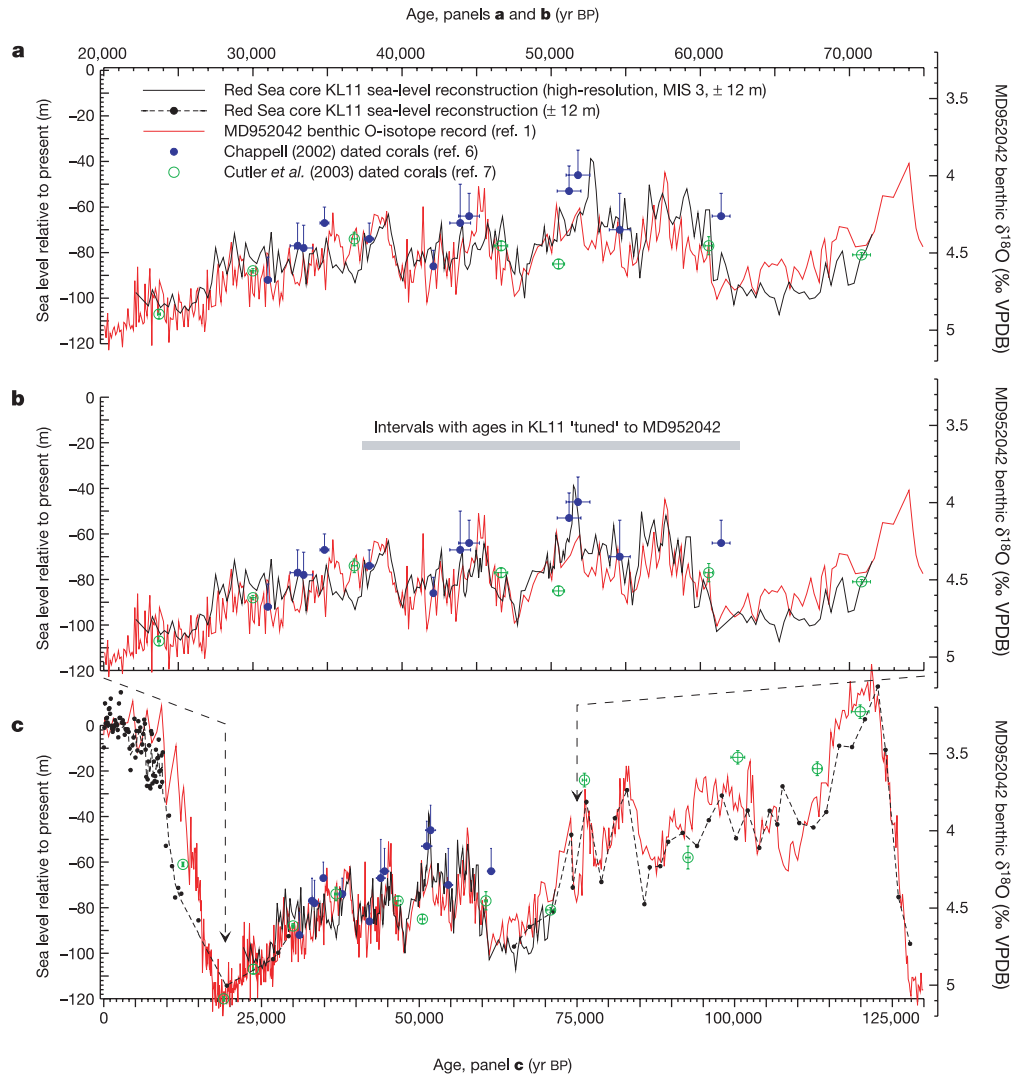 Age, panels a and b (yr BP)
a
20,000 30,000 40,000 50,000 60,000 70,000
Red Sea core KL11 sea-level reconstruction (high-resolution, MIS 3, ± 12 m)
Red Sea core KL11 sea-level reconstruction (± 12 m)
MD952042 benthic O-isotope record (ref. 1)
Chappell (2002) dated corals (ref. 6)
Cutler et al. (2003) dated corals (ref. 7)
0
−20
−40
−60
−80
−100
−120
Sea level relative to present (m)
3.5
4
4.5
5
MD952042 benthic δ18O (‰ VPDB)
b
Intervals with ages in KL11 'tuned' to MD952042
0
−20
−40
−60
−80
−100
−120
Sea level relative to present (m)
3.5
4
4.5
5
MD952042 benthic δ18O (‰ VPDB)
c
0
−20
−40
−60
−80
−100
−120
Sea level relative to present (m)
3.5
4
4.5
5
MD952042 benthic δ18O (‰ VPDB)
0 25,000 50,000 75,000 100,000 125,000
Age, panel c (yr BP)